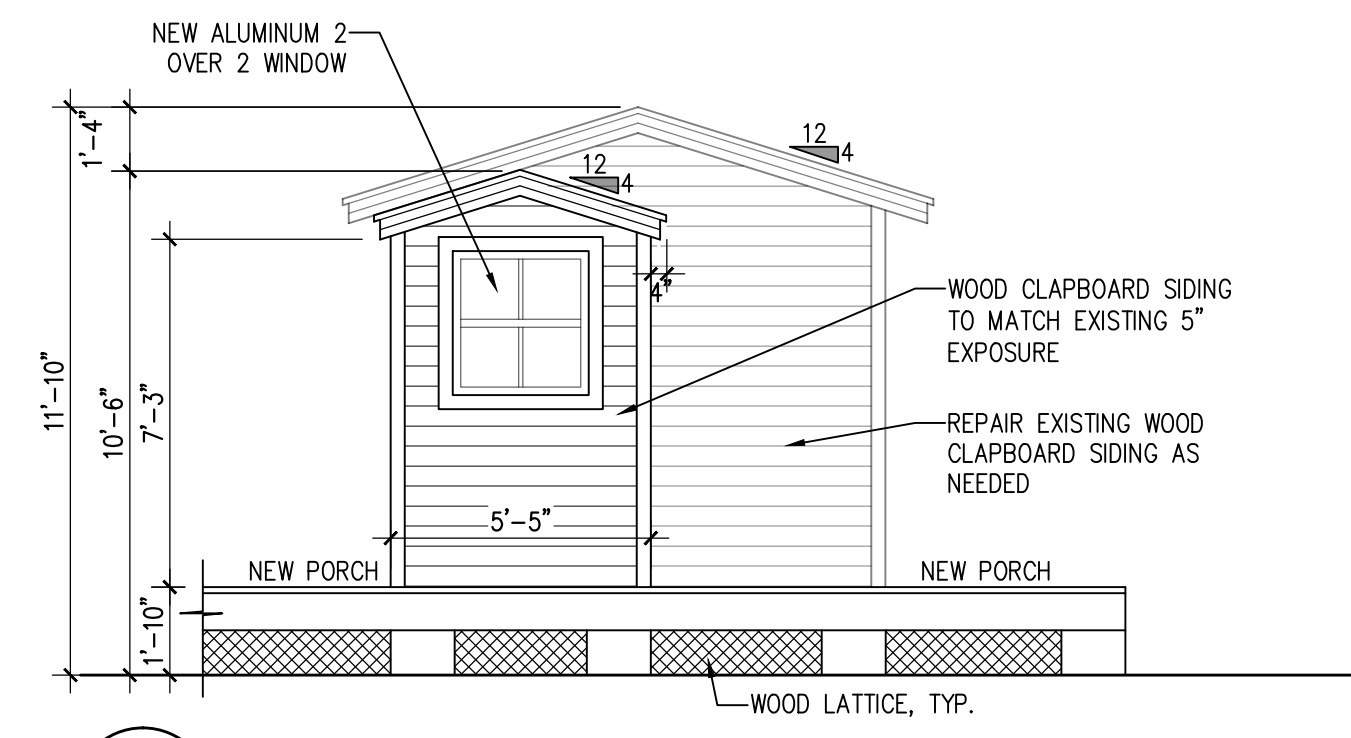 NEW ALUMINUM 2
OVER 2 WINDOW
1'-4"
12
4
12
4
11'-10"
10'-6"
7'-3"
4"
WOOD CLAPBOARD SIDING
TO MATCH EXISTING 5"
EXPOSURE
REPAIR EXISTING WOOD
CLAPBOARD SIDING AS
NEEDED
5'-5"
NEW PORCH
NEW PORCH
1'-10"
WOOD LATTICE, TYP.